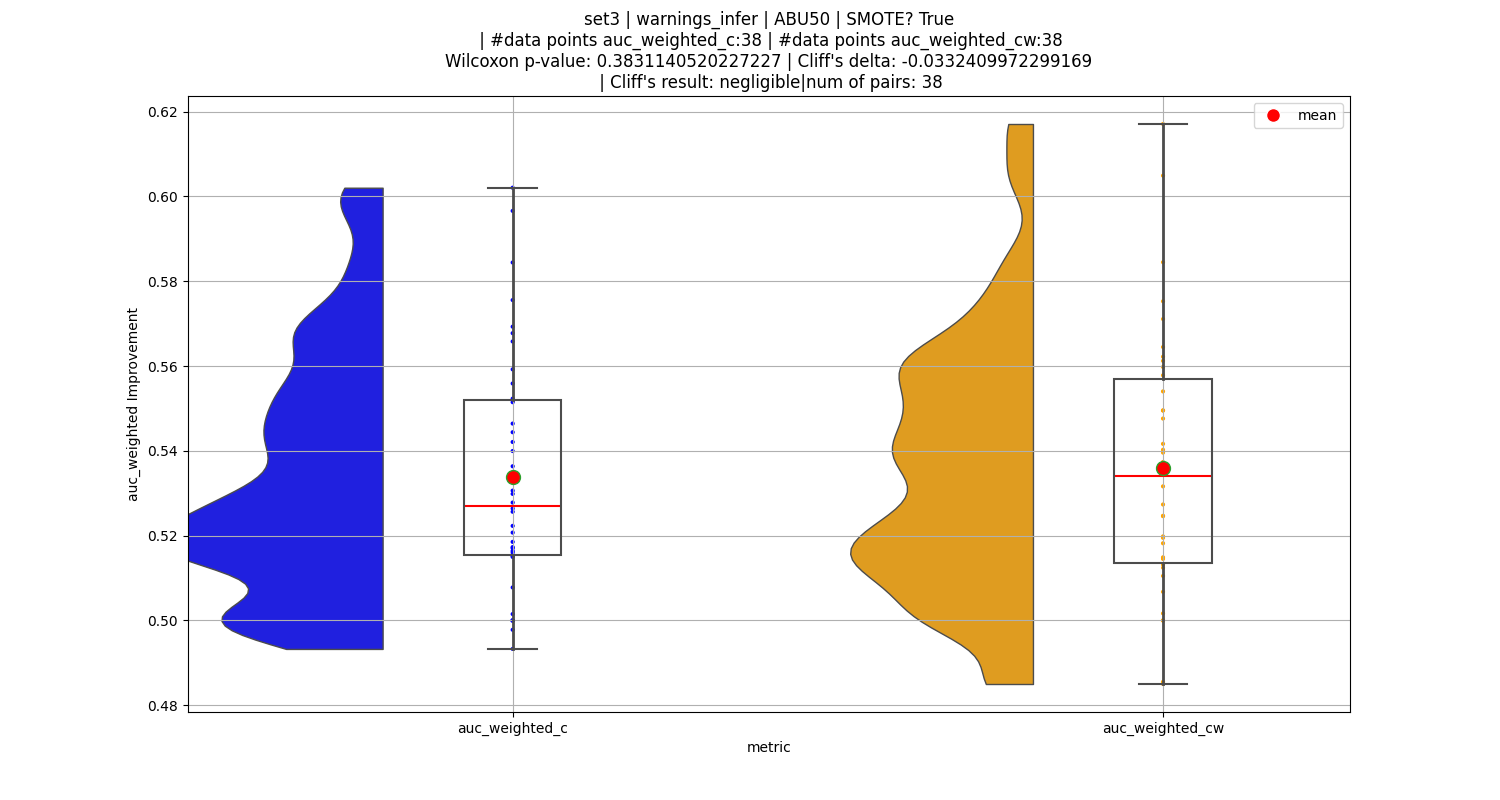 set3 | warnings_infer | ABU50 | SMOTE? True
| #data points auc_weighted_c:38 | #data points auc_weighted_cw:38
Wilcoxon p-value: 0.3831140520227227 | Cliff's delta: -0.0332409972299169
| Cliff's result: negligible|num of pairs: 38
mean
0.62
0.60
0.58
0.56
0.54
0.52
0.50
0.48
auc_weighted Improvement
auc_weighted_c
auc_weighted_cw
metric